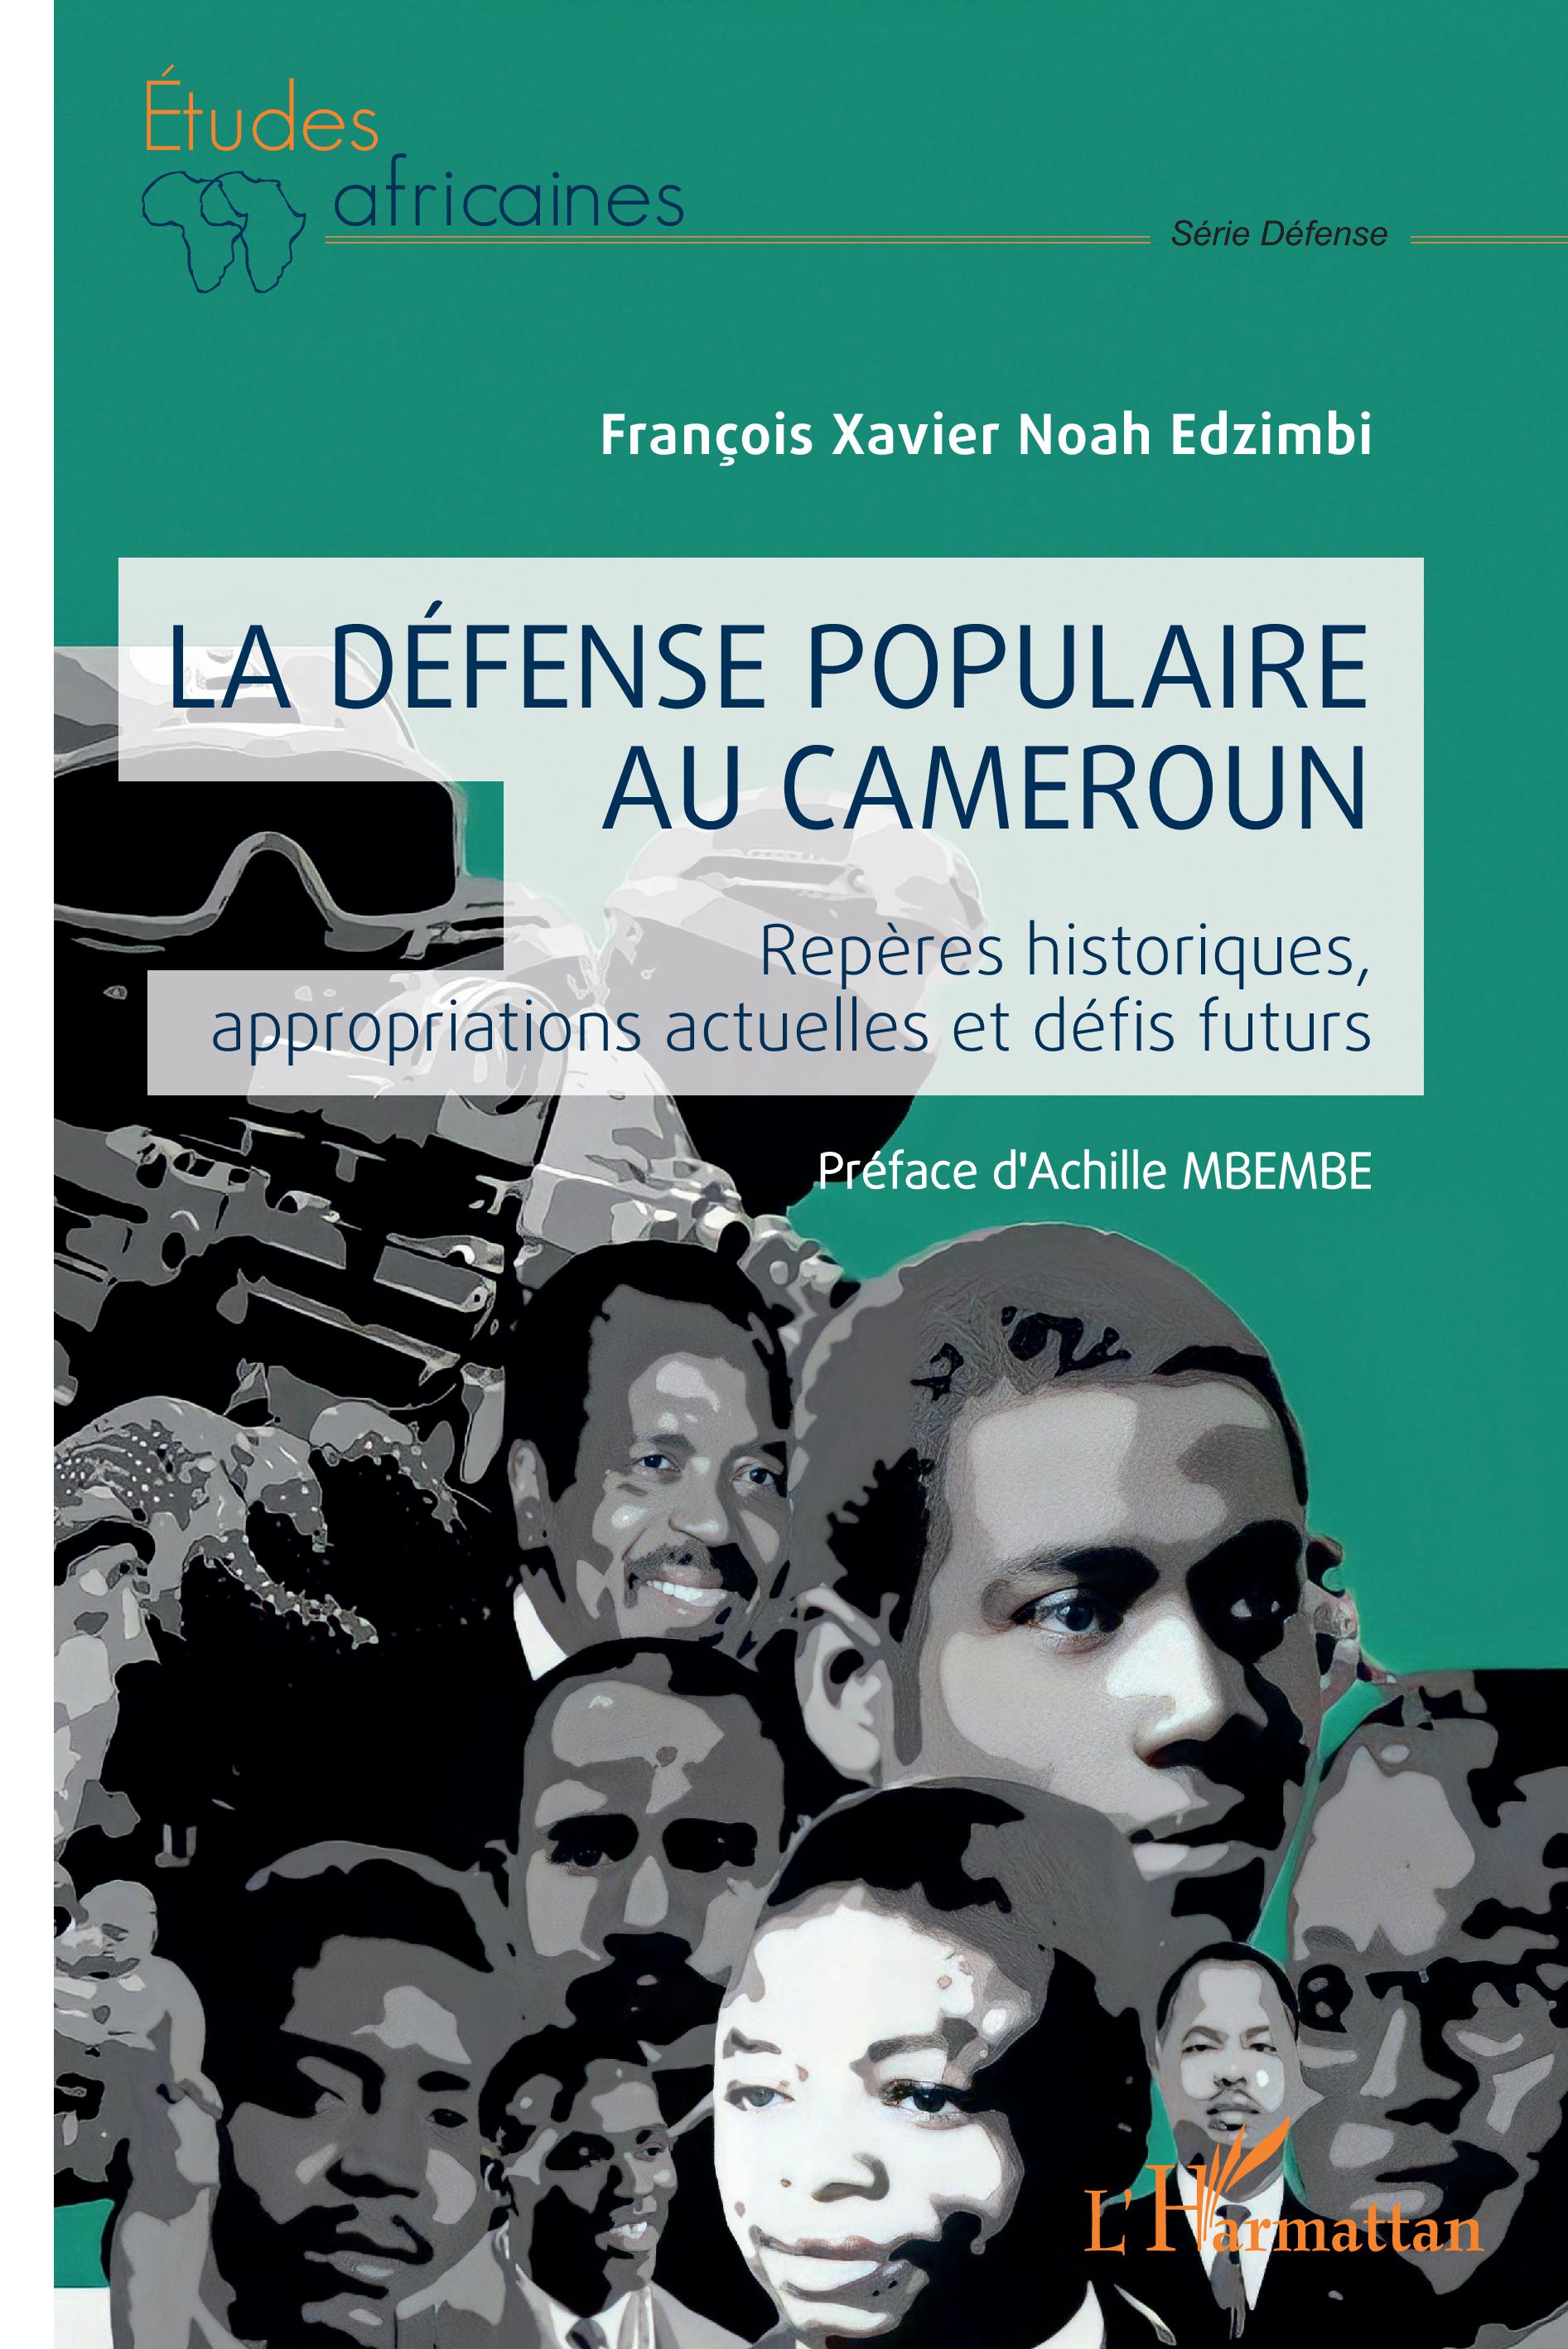 Études
africaines
Série Défense
François Xavier Noah Edzimbi
LA DÉFENSE POPULAIRE
AU CAMEROUN
Repères historiques,
appropriations actuelles et défis futurs
Préface d'Achille MBEMBE
L'Harmattan